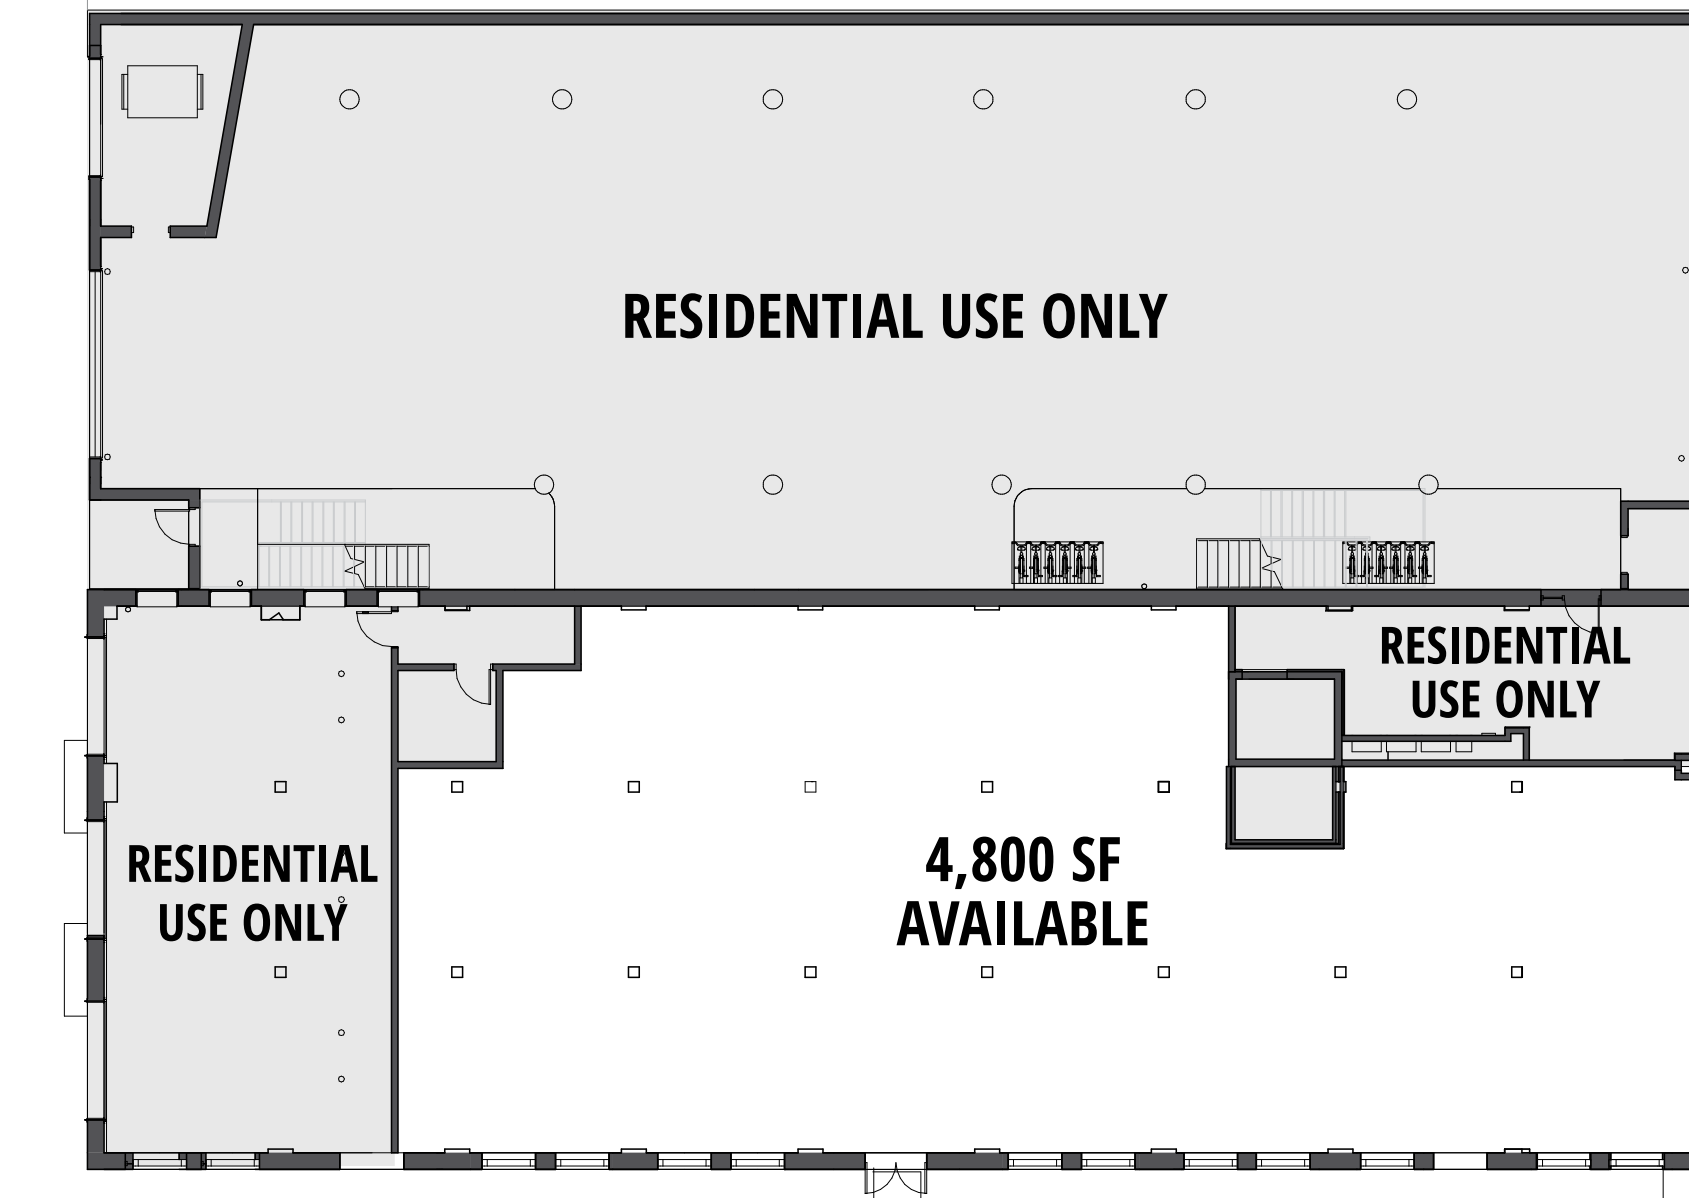 RESIDENTIAL USE ONLY
RESIDENTIAL
USE ONLY
RESIDENTIAL
USE ONLY
4,800 SF
AVAILABLE